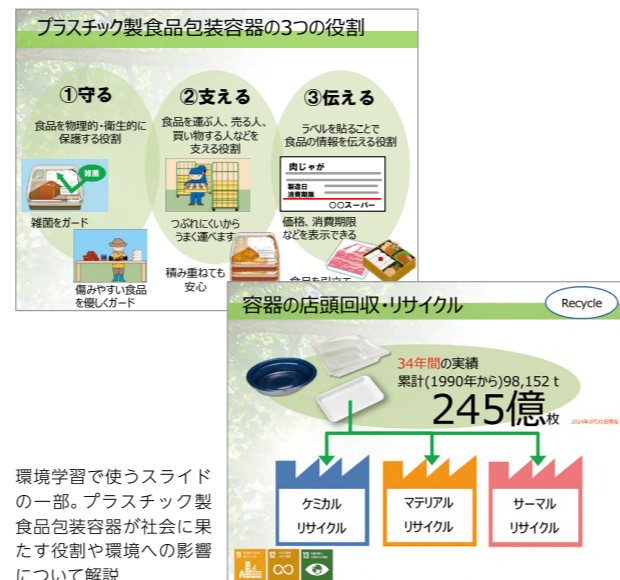 プラスチック製食品包装容器の3つの役割
①守る
食品を物理的・衛生的に
保護する役割
雑菌
雑菌をガード
傷みやすい食品
を優しくガード
②支える
食品を運ぶ人、売る人、
買い物する人などを
支える役割
つぶれにくいから
うまく運べます
積み重ねても
安心
③伝える
ラベルを貼ることで
食品の情報を伝える役割
肉じゃが
製造日
消費期限
〇〇スーパー
価格、消費期限
などを表示できる
容器の店頭回収・リサイクル
Recycle
34年間の実績
累計(1990年から)98,152 t
245億枚
ケミカル
リサイクル
マテリアル
リサイクル
サーマル
リサイクル
11
12
13
環境学習で使うスライド
の一部。プラスチック製
食品包装容器が社会に果
たす役割や環境への影響
について解説